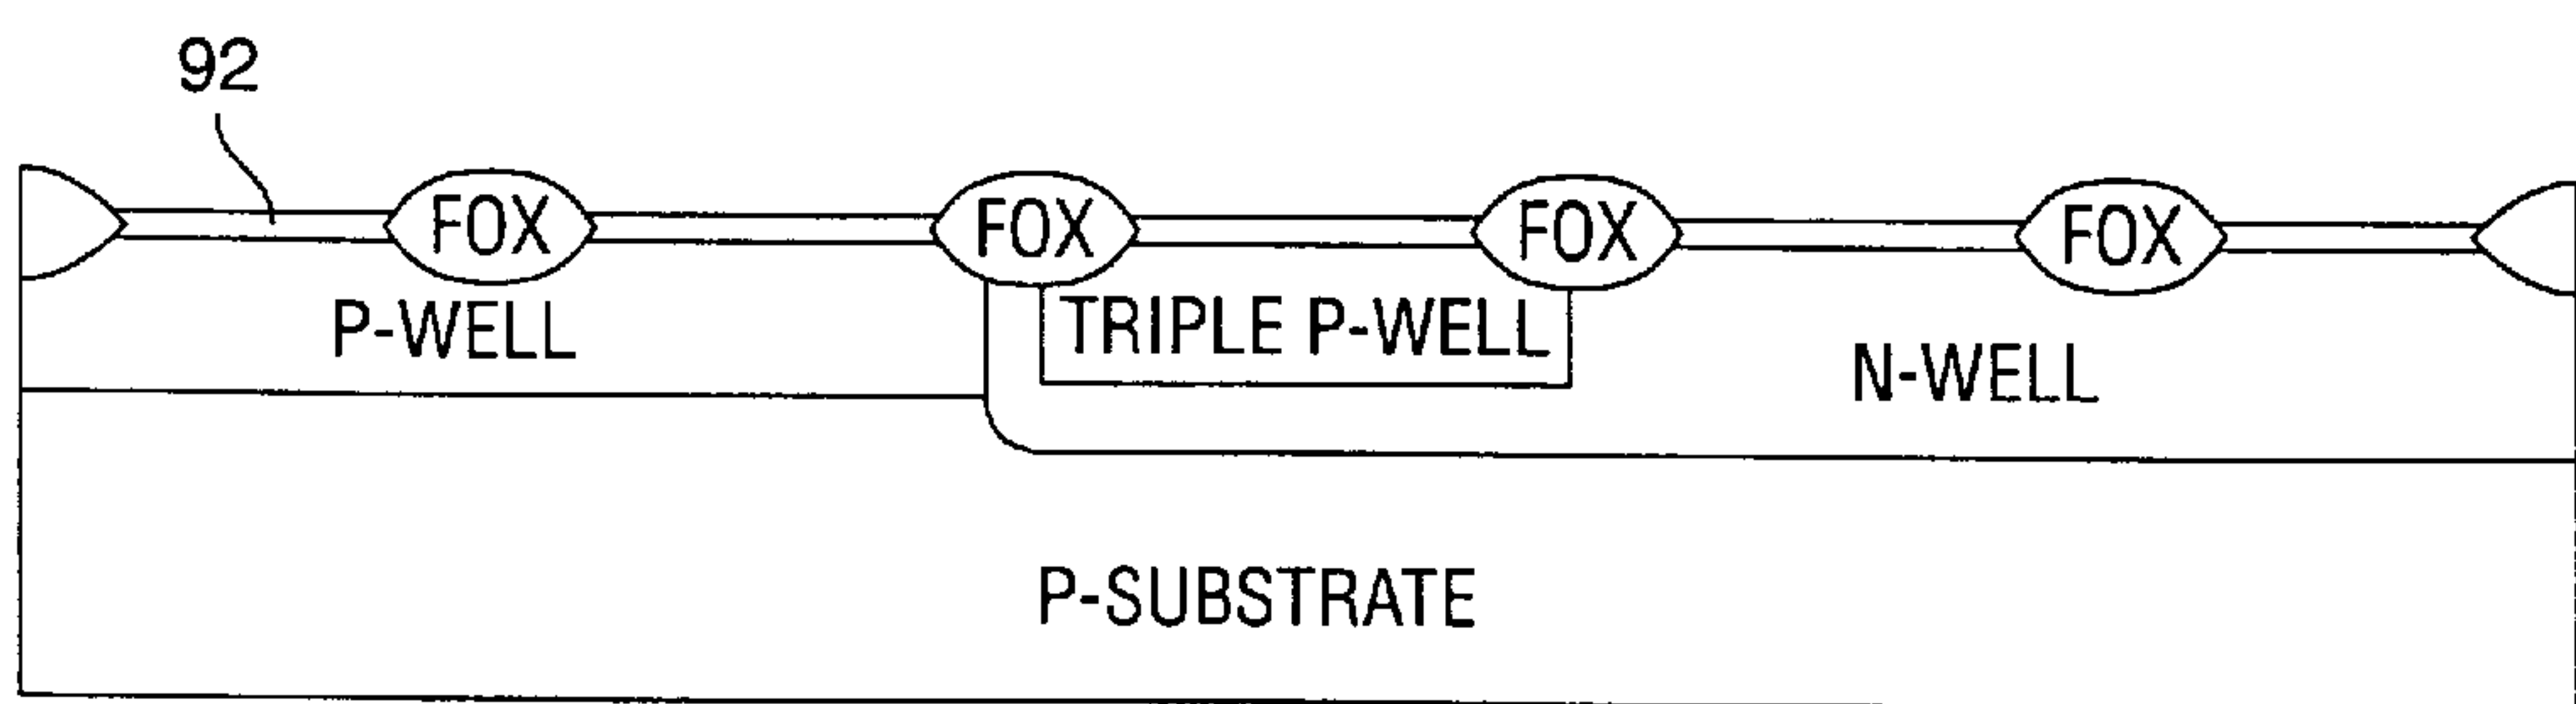 92
FOX
FOX
FOX
FOX
P-WELL
TRIPLE P-WELL
N-WELL
P-SUBSTRATE